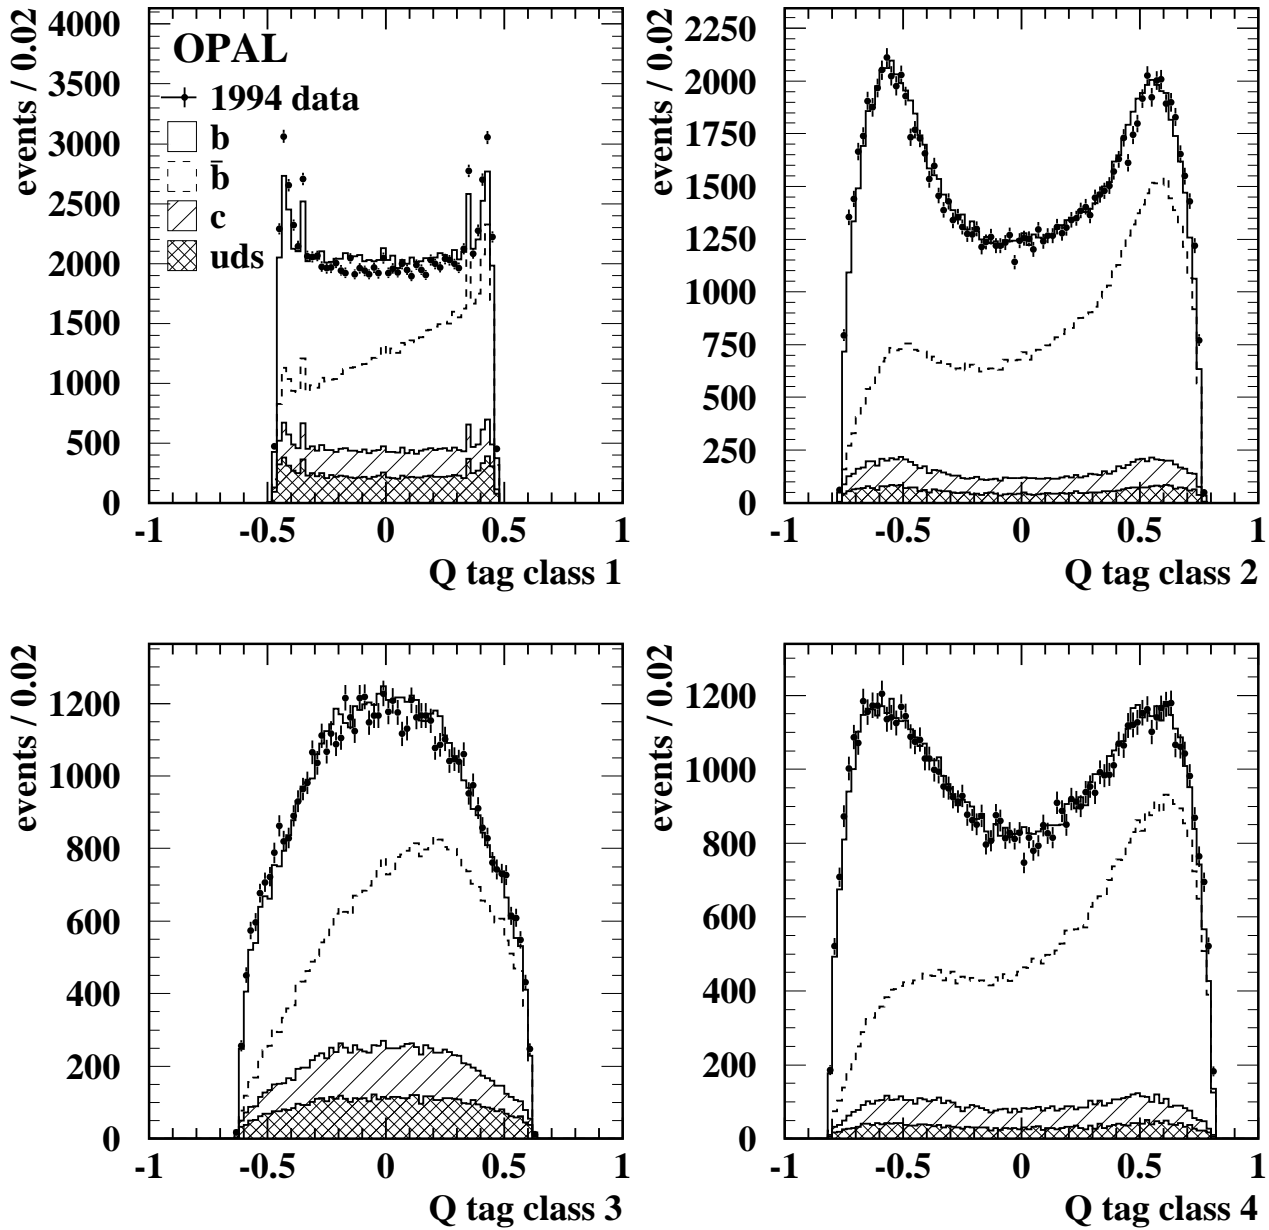 events / 0.02
4000
3500
3000
2500
2000
1500
1000
500
0
OPAL
1994 data
b
b̄
c
uds
-1 -0.5 0 0.5 1
Q tag class 1
events / 0.02
2250
2000
1750
1500
1250
1000
750
500
250
0
-1 -0.5 0 0.5 1
Q tag class 2
events / 0.02
1200
1000
800
600
400
200
0
-1 -0.5 0 0.5 1
Q tag class 3
events / 0.02
1200
1000
800
600
400
200
0
-1 -0.5 0 0.5 1
Q tag class 4